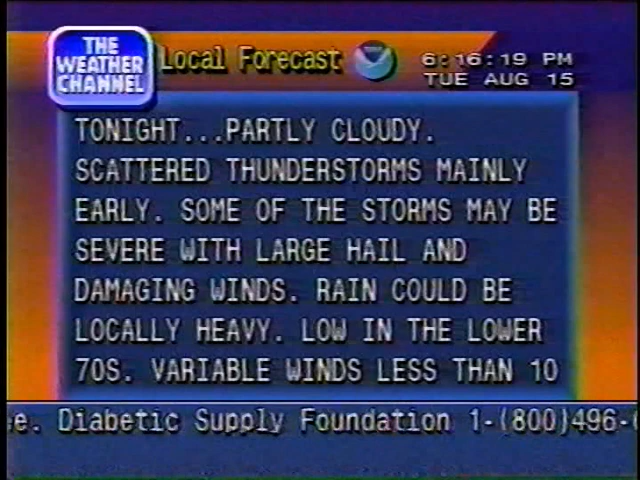 THE
WEATHER
CHANNEL
Local Forecast
6:16:19 PM
TUE AUG 15
TONIGHT...PARTLY CLOUDY.
SCATTERED THUNDERSTORMS MAINLY
EARLY. SOME OF THE STORMS MAY BE
SEVERE WITH LARGE HAIL AND
DAMAGING WINDS. RAIN COULD BE
LOCALLY HEAVY. LOW IN THE LOWER
70S. VARIABLE WINDS LESS THAN 10
e. Diabetic Supply Foundation 1-(800)496-